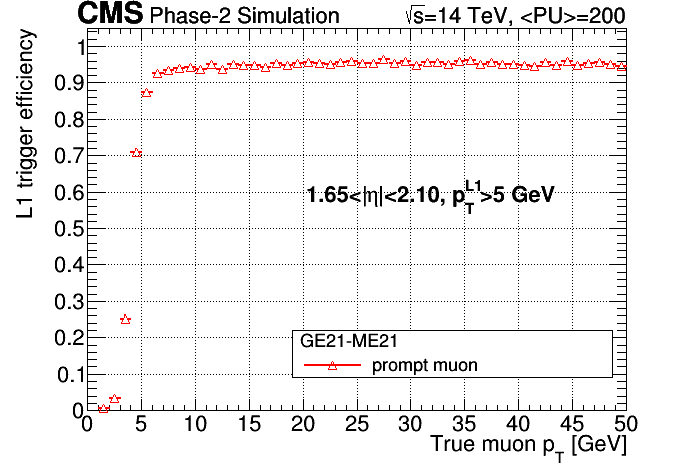 CMS Phase-2 Simulation √s=14 TeV, <PU>=200
L1 trigger efficiency
1
0.9
0.8
0.7
0.6
0.5
0.4
0.3
0.2
0.1
0
1.65<|η|<2.10, p_T^L1>5 GeV
GE21-ME21
prompt muon
0 5 10 15 20 25 30 35 40 45 50
True muon p_T [GeV]